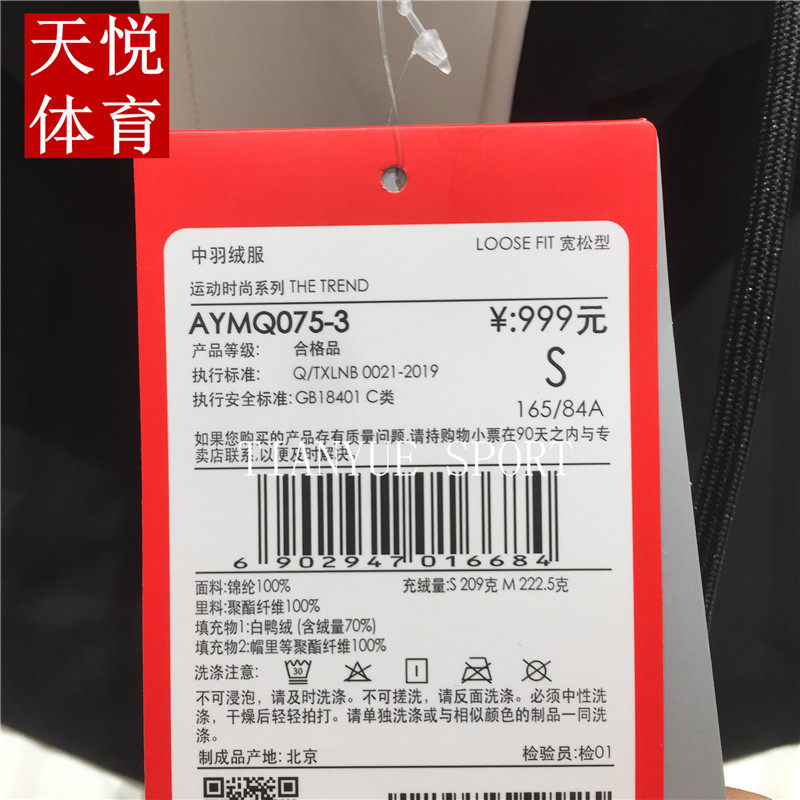 天悦
体育
中羽绒服
LOOSE FIT 宽松型
运动时尚系列 THE TREND
AYMQ075-3
¥:999元
产品等级: 合格品
执行标准: Q/TXLNB 0021-2019
S
执行安全标准:GB18401 C类
165/84A
如果您购买的产品存有质量问题,请持购物小票在90天之内与专
卖店联系,以便及时解决。
TIANYUE SPORT
6902947016684
面料:锦纶100%
充绒量:S 209克 M 222.5克
里料:聚酯纤维100%
填充物1:白鸭绒 (含绒量70%)
填充物2:帽里等聚酯纤维100%
洗涤注意:
30
不可浸泡，请及时洗涤。不可搓洗，请反面洗涤。必须中性洗
涤，干燥后轻轻拍打。请单独洗涤或与相似颜色的制品一同洗
涤。
制成品产地: 北京
检验员:检01